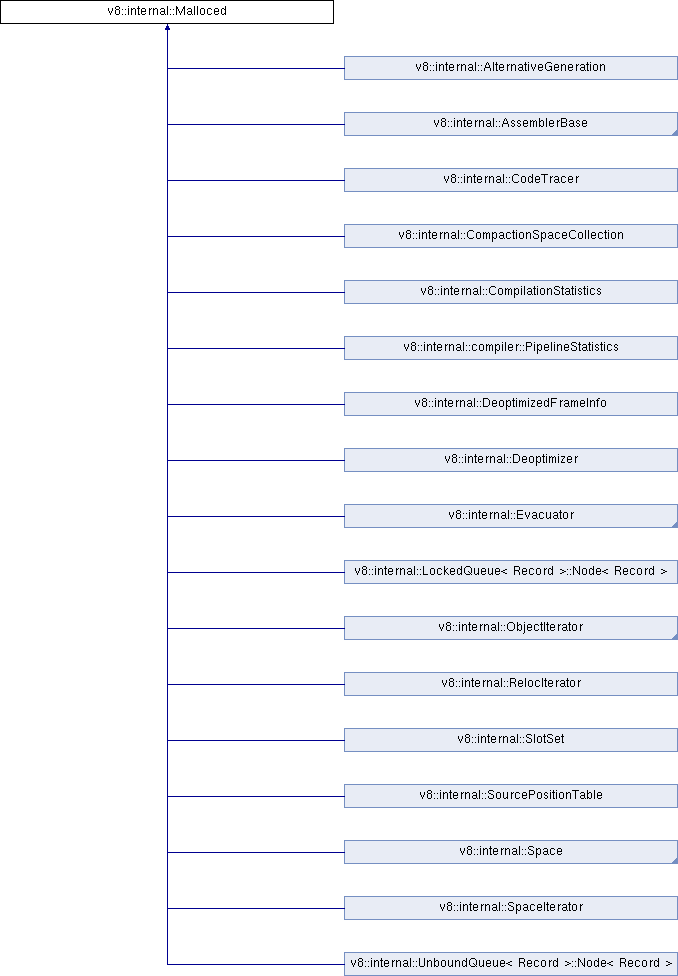 v8::internal::Malloced
v8::internal::AlternativeGeneration
v8::internal::AssemblerBase
v8::internal::CodeTracer
v8::internal::CompactionSpaceCollection
v8::internal::CompilationStatistics
v8::internal::compiler::PipelineStatistics
v8::internal::DeoptimizedFrameInfo
v8::internal::Deoptimizer
v8::internal::Evacuator
v8::internal::LockedQueue< Record >::Node< Record >
v8::internal::ObjectIterator
v8::internal::RelocIterator
v8::internal::SlotSet
v8::internal::SourcePositionTable
v8::internal::Space
v8::internal::SpaceIterator
v8::internal::UnboundQueue< Record >::Node< Record >